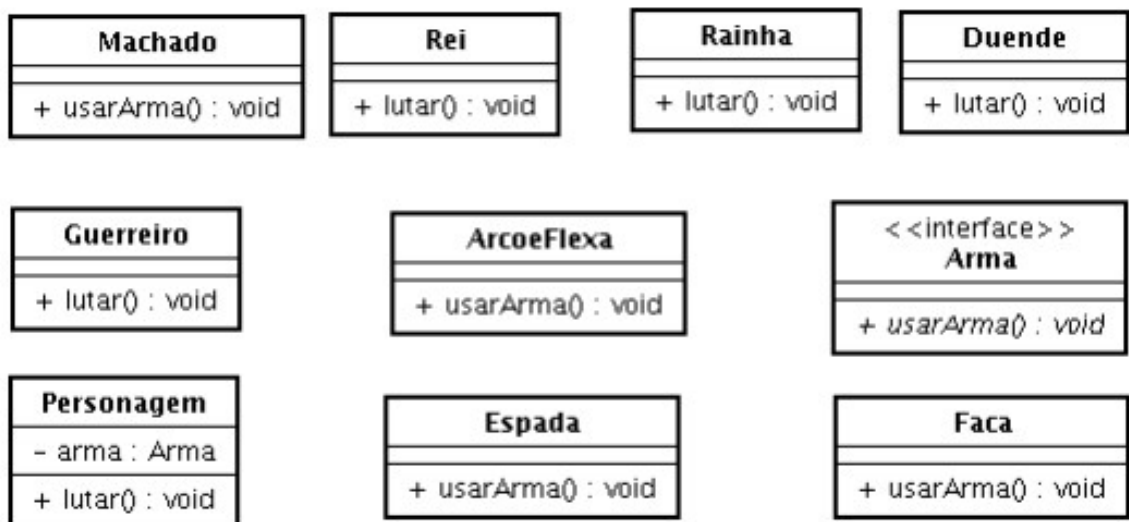 Machado
+ usarArma() : void
Rei
+ lutar() : void
Rainha
+ lutar() : void
Duende
+ lutar() : void
Guerreiro
+ lutar() : void
ArcoeFlexa
+ usarArma() : void
<<interface>>
Arma
+ usarArma() : void
Personagem
- arma : Arma
+ lutar() : void
Espada
+ usarArma() : void
Faca
+ usarArma() : void